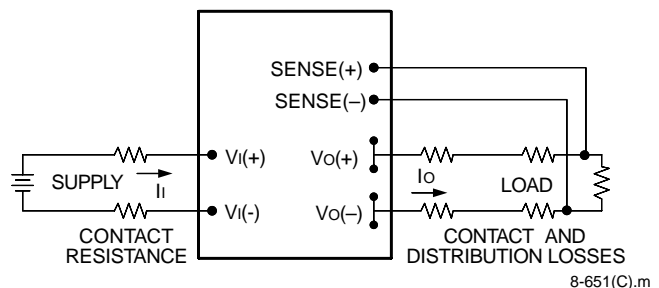 SENSE(+)
SENSE(–)
VI(+)
VO(+)
IO
SUPPLY
II
LOAD
VI(-)
VO(–)
CONTACT
RESISTANCE
CONTACT AND
DISTRIBUTION LOSSES
8-651(C).m